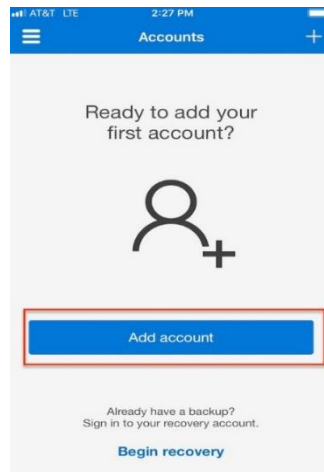 AT&T LTE 2:27 PM
Accounts
Ready to add your
first account?
Add account
Already have a backup?
Sign in to your recovery account.
Begin recovery